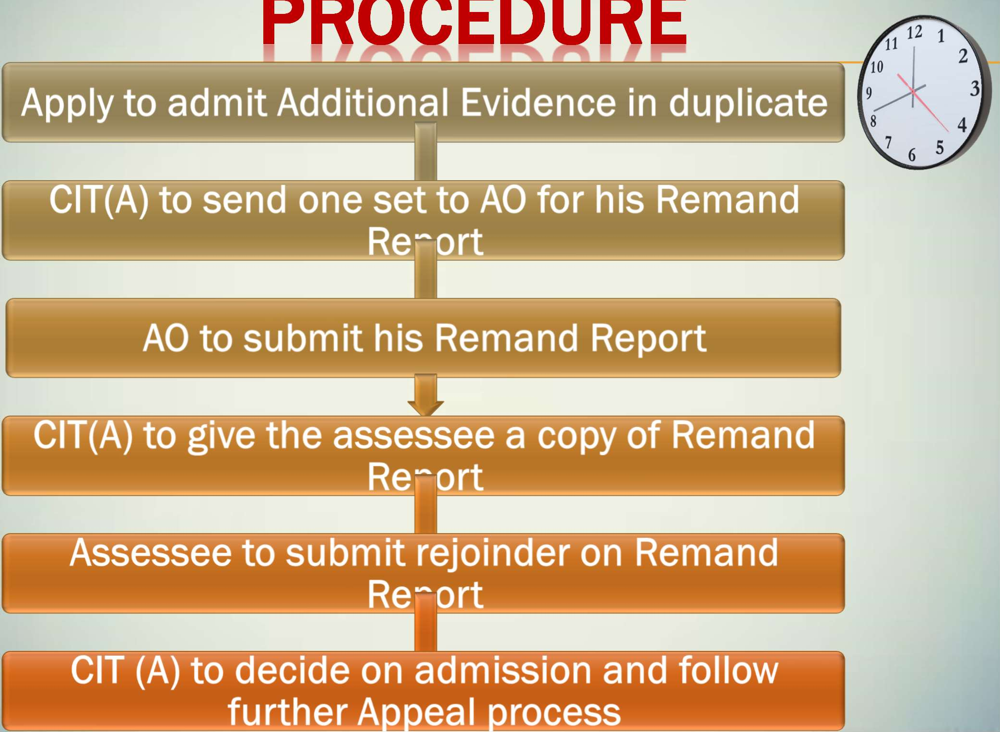 PROCEDURE
Apply to admit Additional Evidence in duplicate
CIT(A) to send one set to AO for his Remand
Report
AO to submit his Remand Report
CIT(A) to give the assessee a copy of Remand
Report
Assessee to submit rejoinder on Remand
Report
CIT (A) to decide on admission and follow
further Appeal process
12
1
2
3
4
5
6
7
8
9
10
11